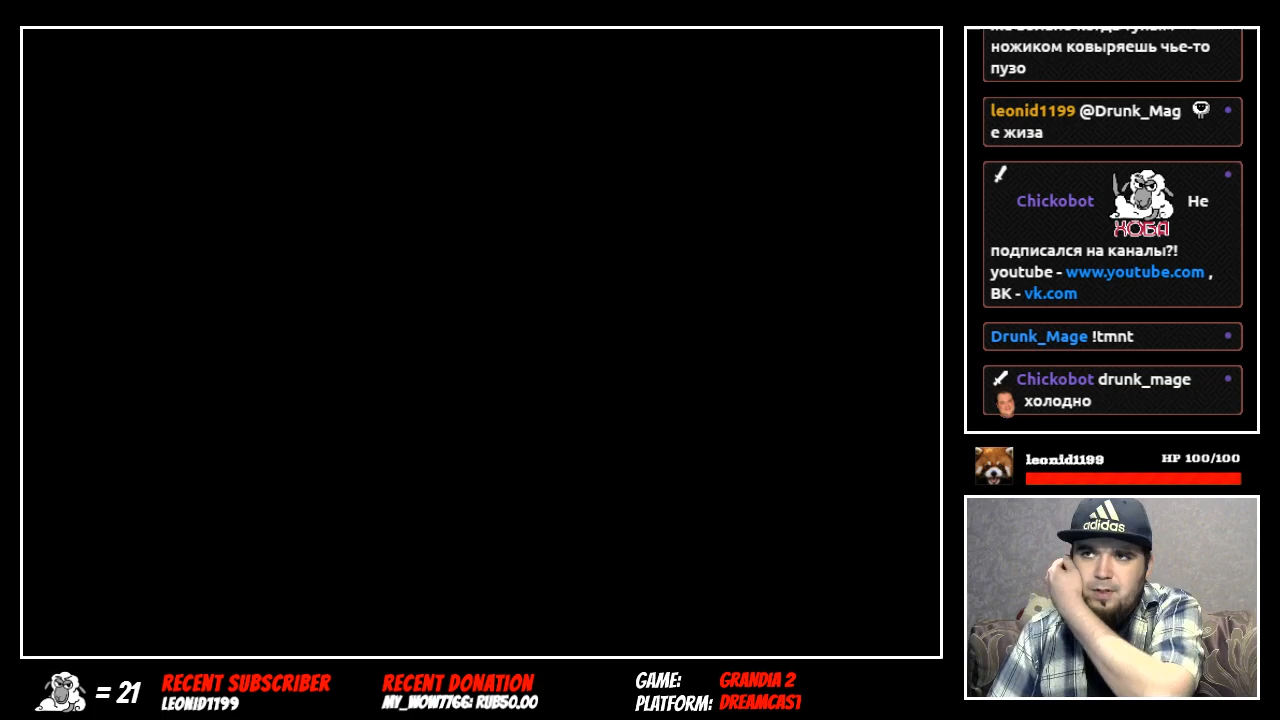 ножиком ковыряешь чье-то
пузо
leonid1199 @Drunk_Mag
е жиза
Chickobot Не
ХОБА
подписался на каналы?!
youtube - www.youtube.com ,
ВК - vk.com
Drunk_Mage !tmnt
Chickobot drunk_mage
холодно
leonid1199 HP 100/100
adidas
= 21
RECENT SUBSCRIBER
LEONID1199
RECENT DONATION
MY_WOW7766: RUB50.00
GAME: GRANDIA 2
PLATFORM: DREAMCAST